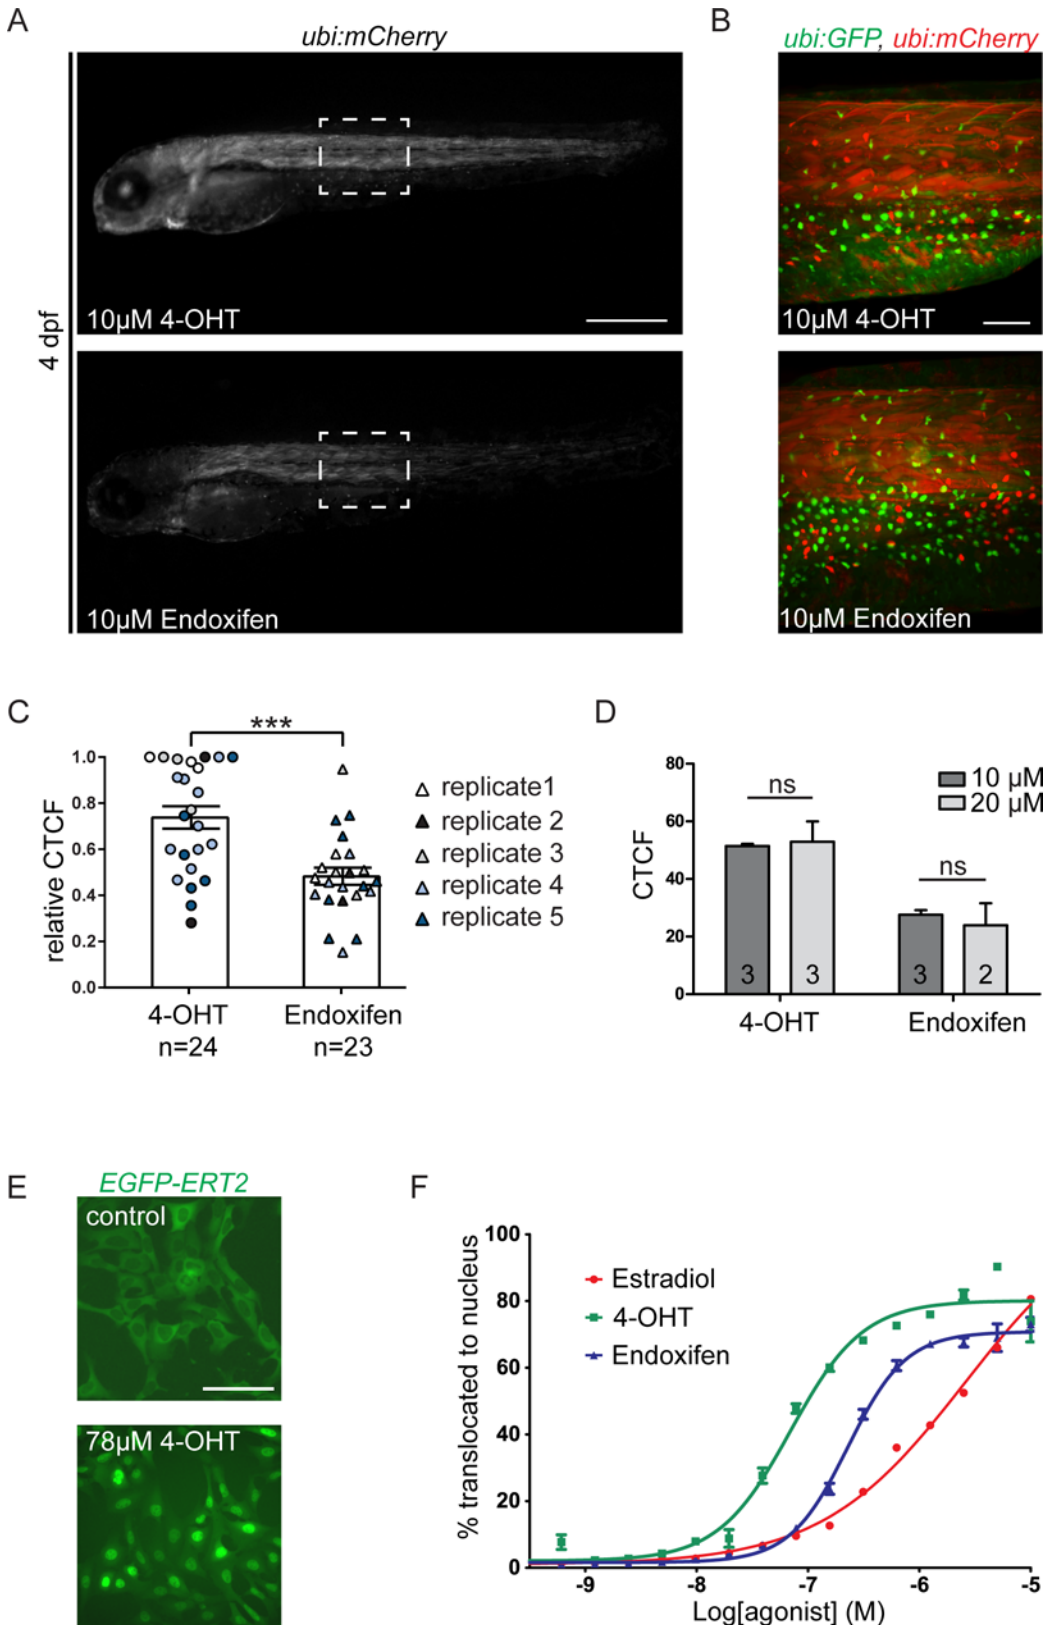 A
ubi:mCherry
4 dpf
10µM 4-OHT
10µM Endoxifen
B
ubi:GFP, ubi:mCherry
10µM 4-OHT
10µM Endoxifen
C
relative CTCF
1.0
0.8
0.6
0.4
0.2
0.0
***
4-OHT
n=24
Endoxifen
n=23
replicate1
replicate 2
replicate 3
replicate 4
replicate 5
D
CTCF
80
60
40
20
0
ns
ns
10 µM
20 µM
3
3
3
2
4-OHT
Endoxifen
E
EGFP-ERT2
control
78µM 4-OHT
F
% translocated to nucleus
100
80
60
40
20
0
Estradiol
4-OHT
Endoxifen
-9
-8
-7
-6
-5
Log[agonist] (M)